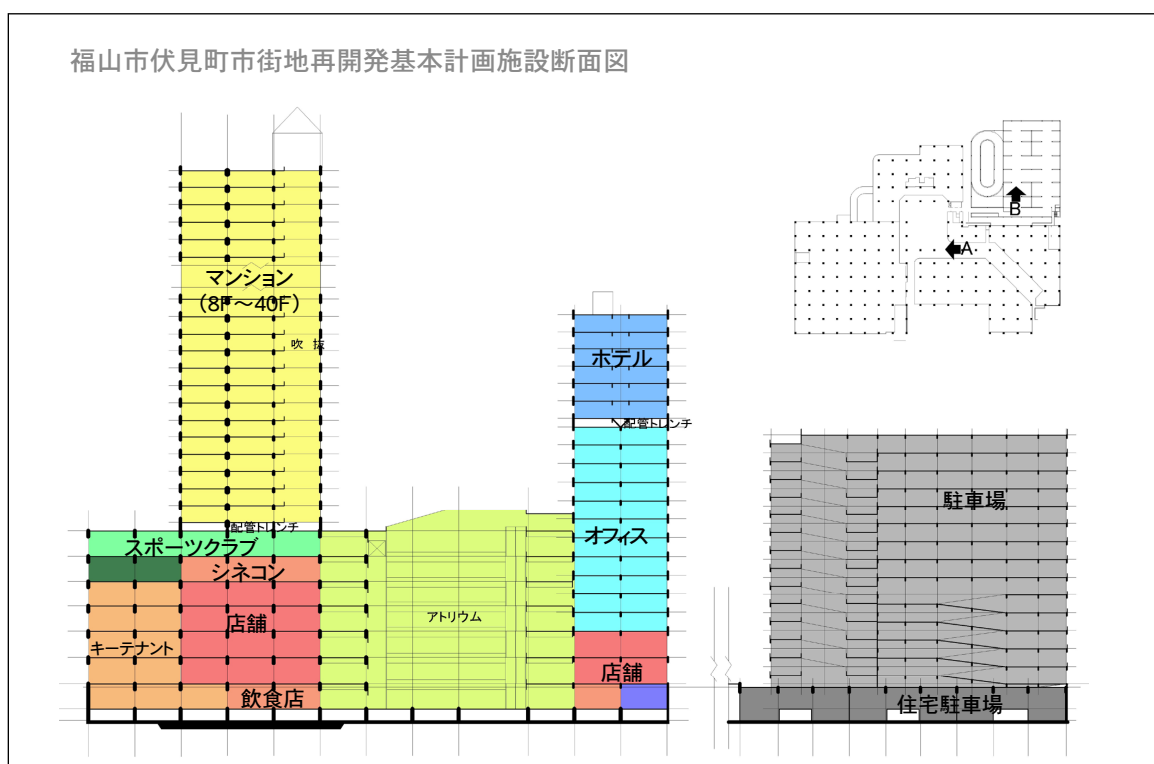 福山市伏見町市街地再開発基本計画施設断面図
B
A
マンション
(8F～40F)
吹 抜
ホテル
配管トレンチ
駐車場
配管トレンチ
オフィス
スポーツクラブ
シネコン
店舗
アトリウム
キーテナント
店舗
飲食店
住宅駐車場